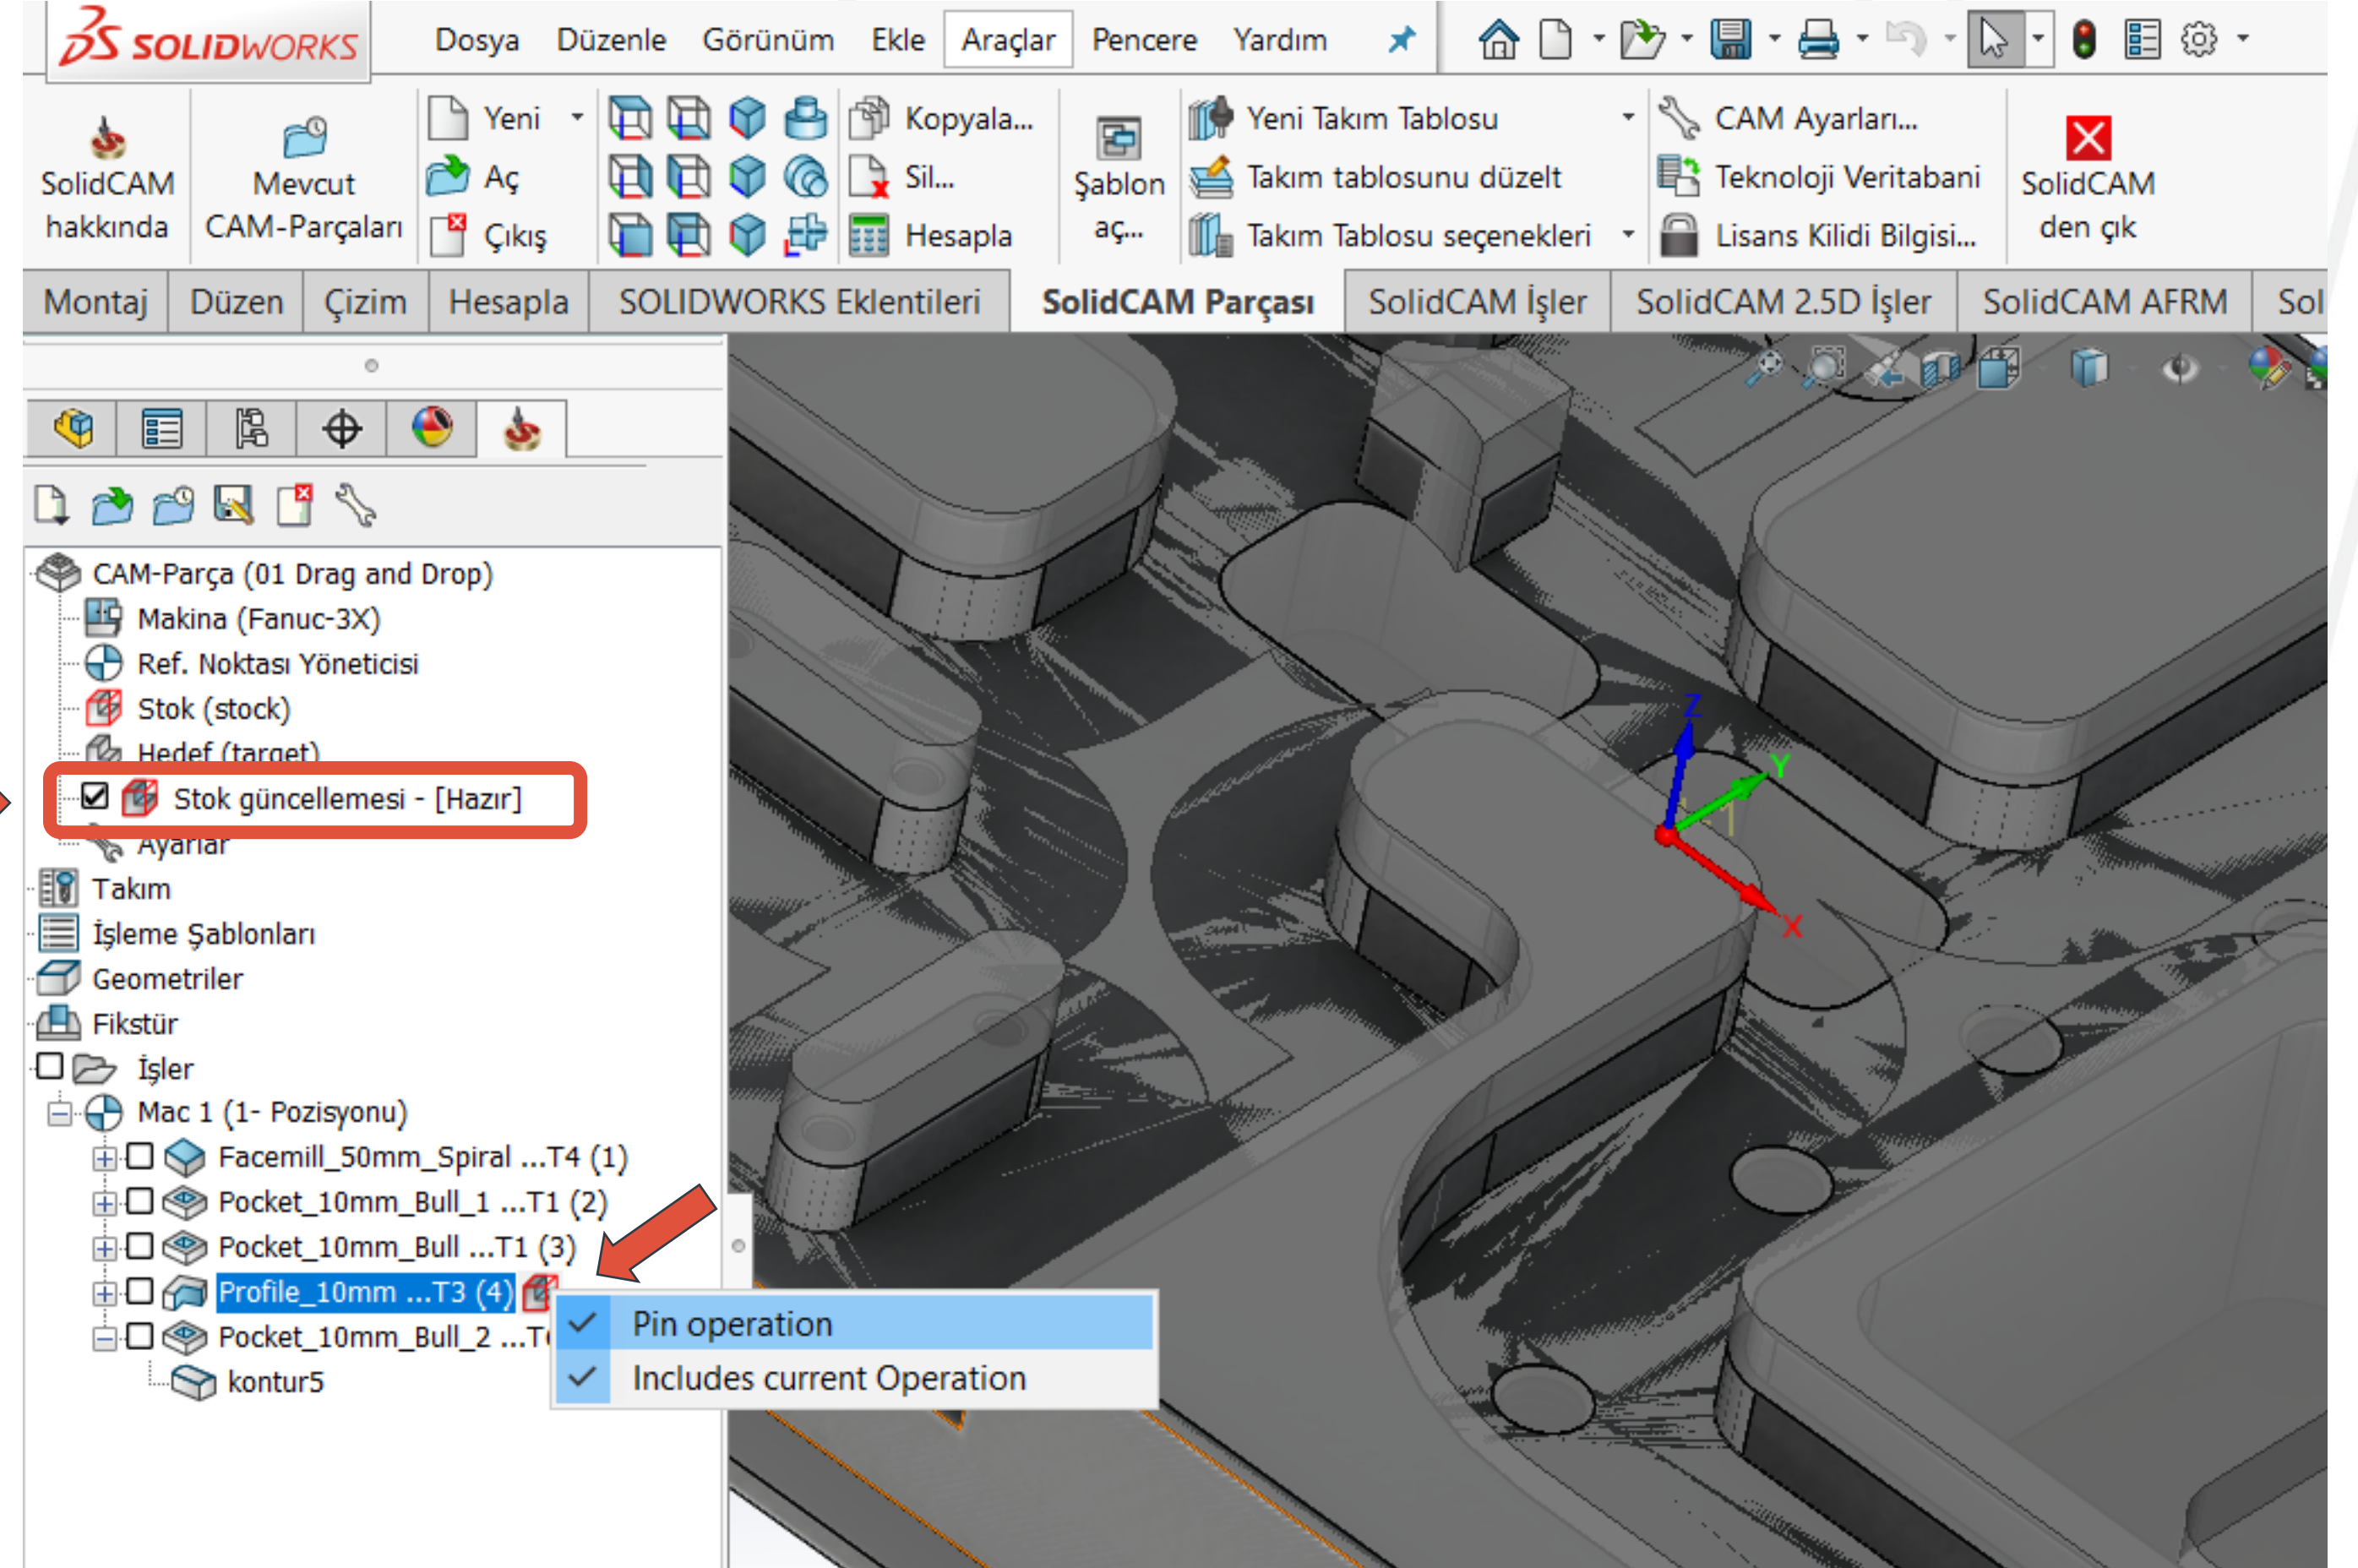 SOLIDWORKS Dosya Düzenle Görünüm Ekle Araçlar Pencere Yardım
SolidCAM
hakkında
Mevcut
CAM-Parçaları
Yeni
Aç
Çıkış
Kopyala...
Sil...
Hesapla
Şablon
aç...
Yeni Takım Tablosu
Takım tablosunu düzelt
Takım Tablosu seçenekleri
CAM Ayarları...
Teknoloji Veritabani
Lisans Kilidi Bilgisi...
SolidCAM
den çık
Montaj Düzen Çizim Hesapla SOLIDWORKS Eklentileri SolidCAM Parçası SolidCAM İşler SolidCAM 2.5D İşler SolidCAM AFRM Sol
CAM-Parça (01 Drag and Drop)
Makina (Fanuc-3X)
Ref. Noktası Yöneticisi
Stok (stock)
Hedef (target)
Stok güncellemesi - [Hazır]
Ayarlar
Takım
İşleme Şablonları
Geometriler
Fikstür
İşler
Mac 1 (1- Pozisyonu)
Facemill_50mm_Spiral ...T4 (1)
Pocket_10mm_Bull_1 ...T1 (2)
Pocket_10mm_Bull ...T1 (3)
Profile_10mm ...T3 (4)
Pocket_10mm_Bull_2
kontur5
Pin operation
Includes current Operation
Z
Y
X